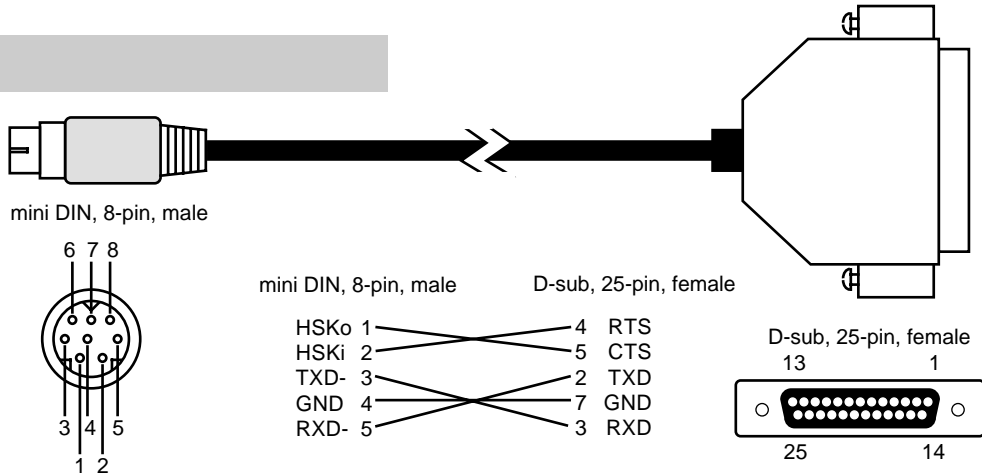 mini DIN, 8-pin, male
6 7 8
3 4 5
1 2
mini DIN, 8-pin, male D-sub, 25-pin, female
HSKo 1 4 RTS
HSKi 2 5 CTS
TXD- 3 2 TXD
GND 4 7 GND
RXD- 5 3 RXD
D-sub, 25-pin, female
13 1
25 14